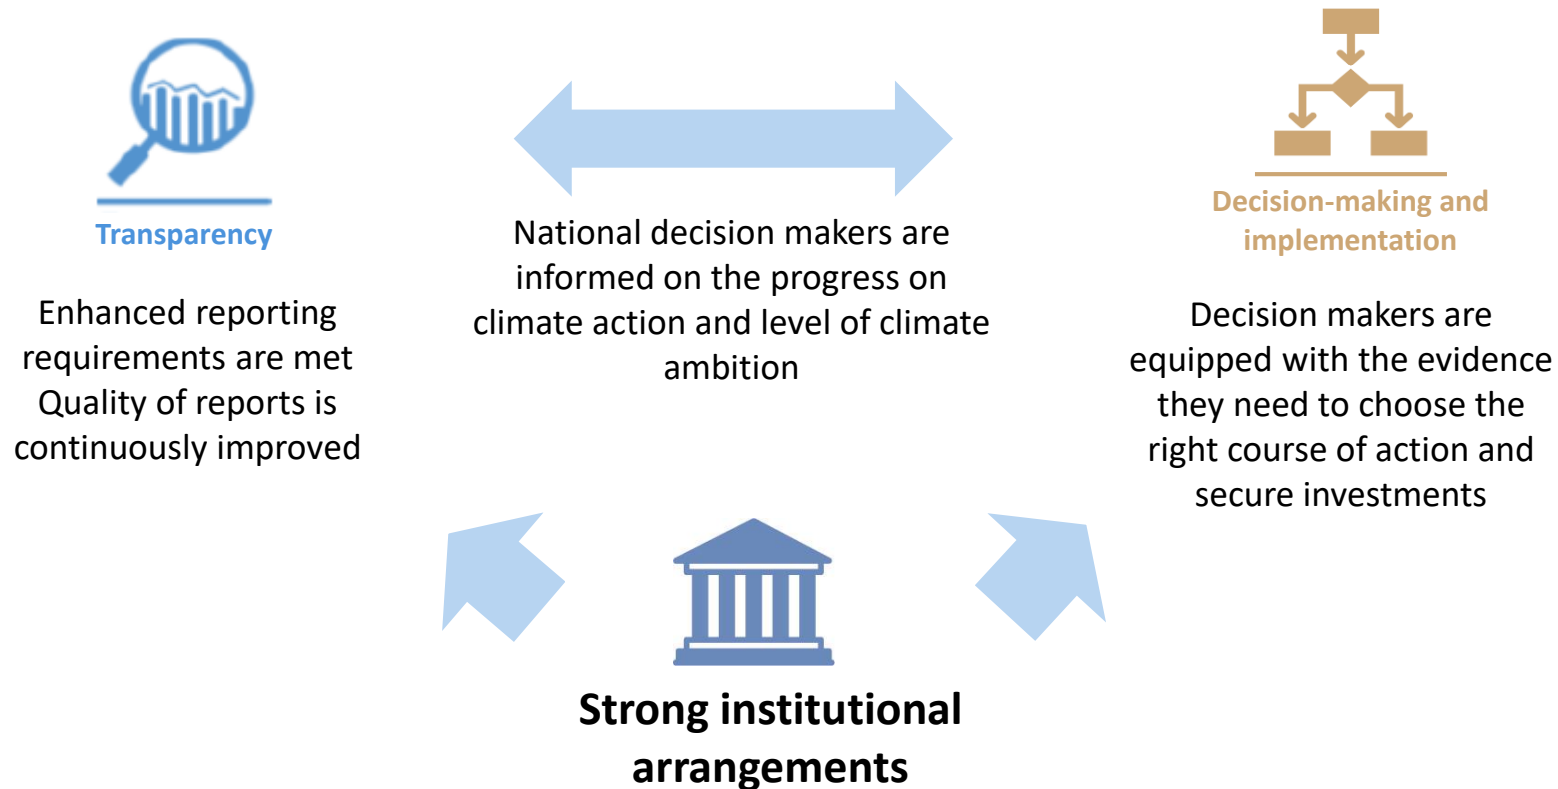 Transparency
Enhanced reporting
requirements are met
Quality of reports is
continuously improved
National decision makers are
informed on the progress on
climate action and level of climate
ambition
Decision-making and
implementation
Decision makers are
equipped with the evidence
they need to choose the
right course of action and
secure investments
Strong institutional
arrangements